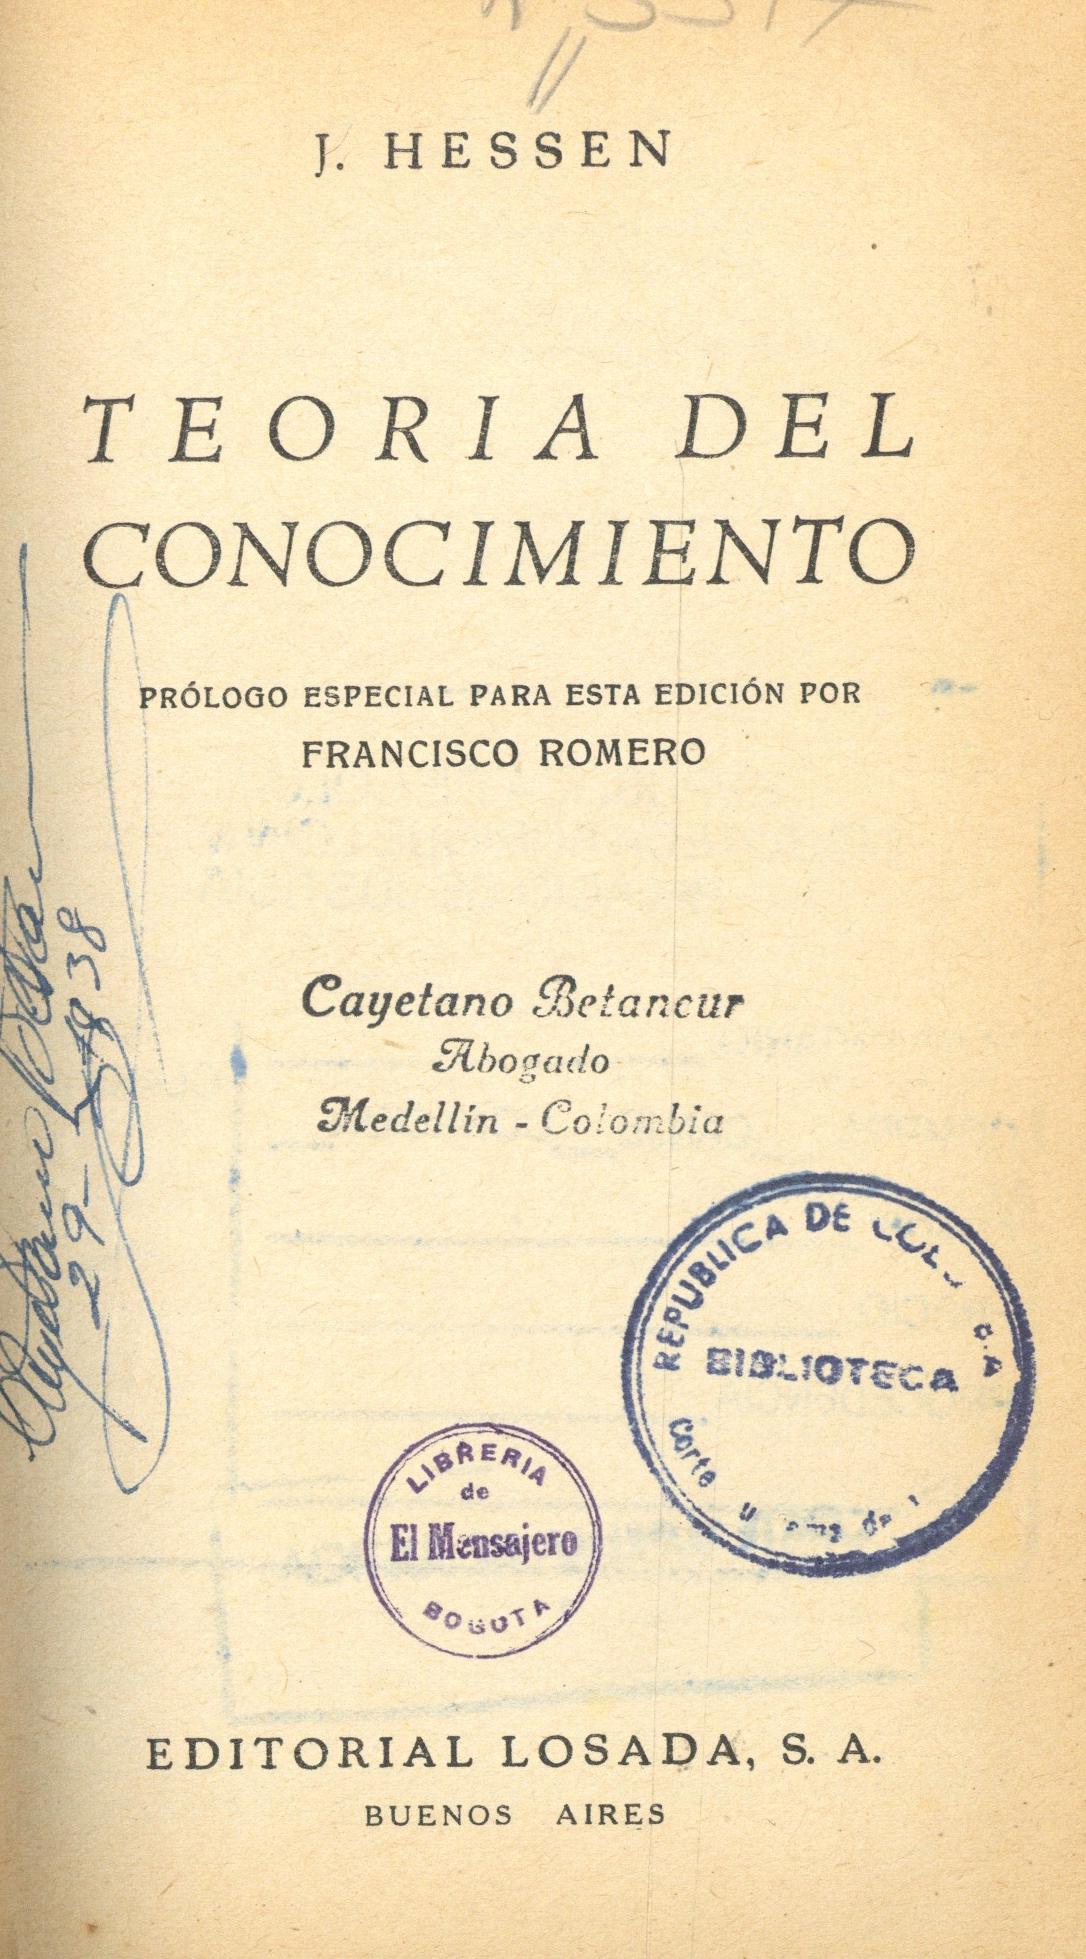 J. HESSEN
TEORIA DEL
CONOCIMIENTO
PRÓLOGO ESPECIAL PARA ESTA EDICIÓN POR
FRANCISCO ROMERO
Cayetano Betancur
Abogado
Medellín - Colombia
REPUBLICA DE
BIBLIOTECA
Corte
LIBRERIA
de
El Mensajero
BOGOTA
EDITORIAL LOSADA, S. A.
BUENOS AIRES